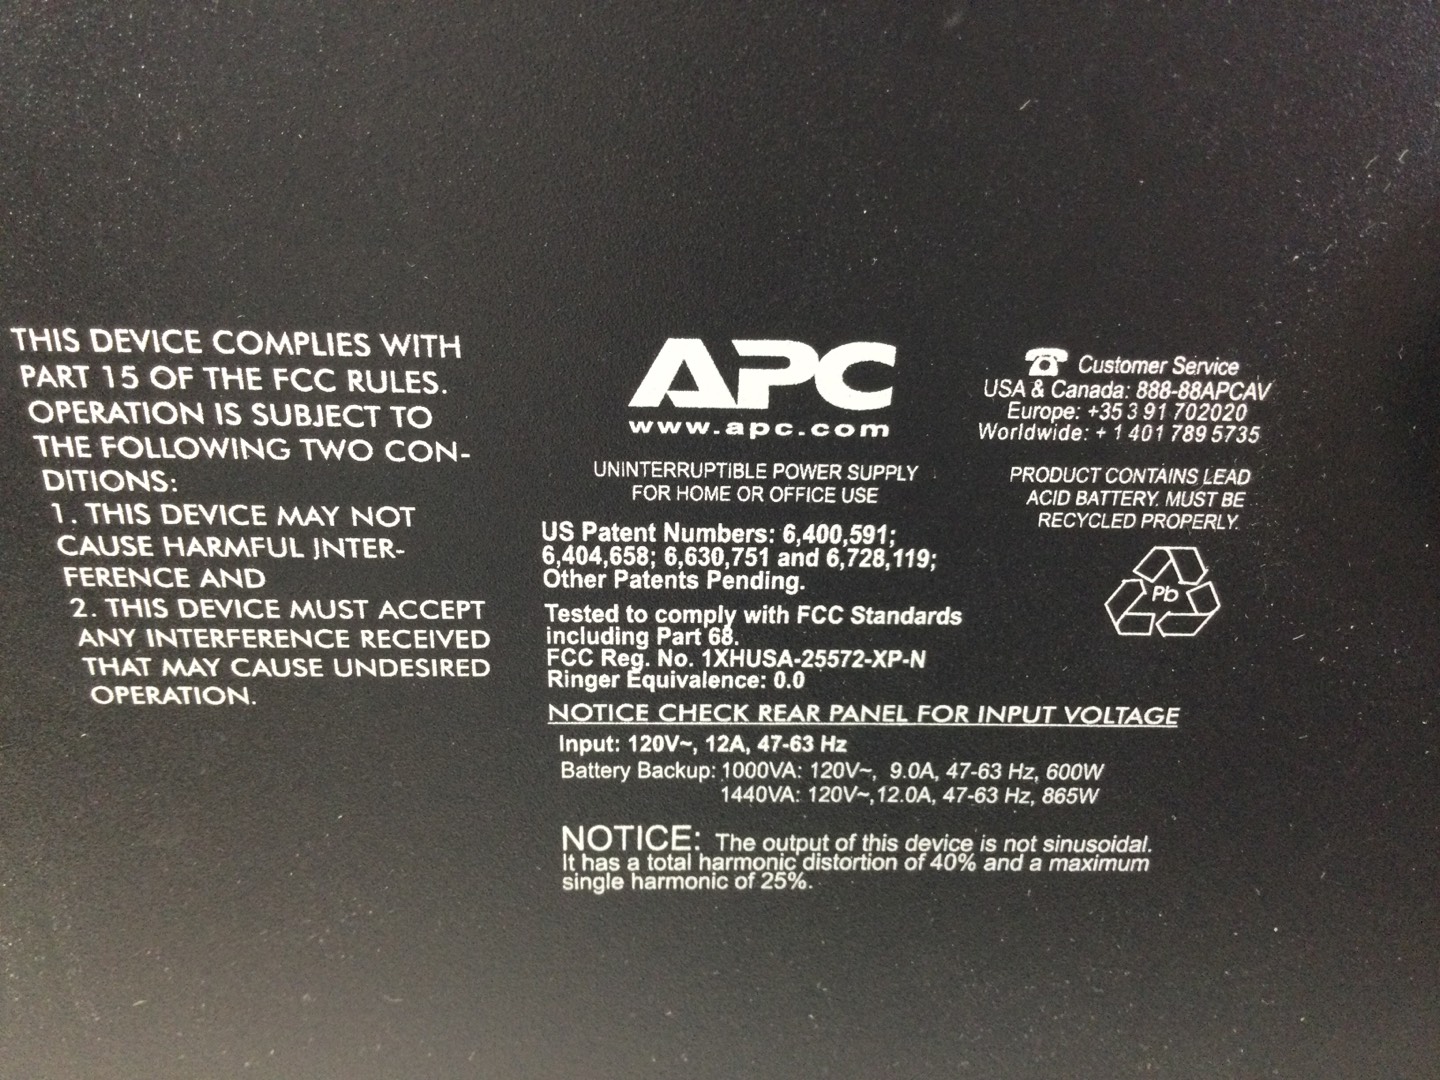 THIS DEVICE COMPLIES WITH
PART 15 OF THE FCC RULES.
OPERATION IS SUBJECT TO
THE FOLLOWING TWO CON-
DITIONS:
1. THIS DEVICE MAY NOT
CAUSE HARMFUL INTER-
FERENCE AND
2. THIS DEVICE MUST ACCEPT
ANY INTERFERENCE RECEIVED
THAT MAY CAUSE UNDESIRED
OPERATION.
APC
www.apc.com
UNINTERRUPTIBLE POWER SUPPLY
FOR HOME OR OFFICE USE
US Patent Numbers: 6,400,591;
6,404,658; 6,630,751 and 6,728,119;
Other Patents Pending.
Tested to comply with FCC Standards
including Part 68.
FCC Reg. No. 1XHUSA-25572-XP-N
Ringer Equivalence: 0.0
NOTICE CHECK REAR PANEL FOR INPUT VOLTAGE
Input: 120V~, 12A, 47-63 Hz
Battery Backup: 1000VA: 120V~, 9.0A, 47-63 Hz, 600W
1440VA: 120V~,12.0A, 47-63 Hz, 865W
NOTICE: The output of this device is not sinusoidal.
It has a total harmonic distortion of 40% and a maximum
single harmonic of 25%.
Customer Service
USA & Canada: 888-88APCAV
Europe: +35 3 91 702020
Worldwide: + 1 401 789 5735
PRODUCT CONTAINS LEAD
ACID BATTERY. MUST BE
RECYCLED PROPERLY.
Pb